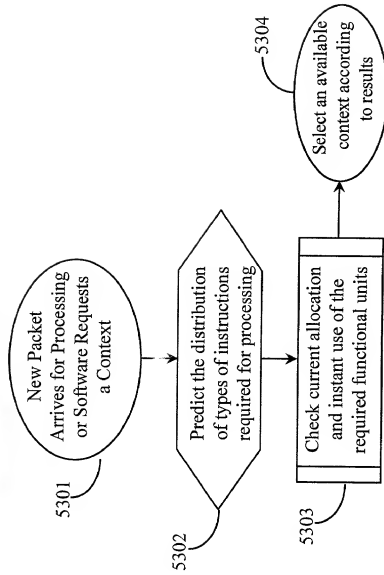 5301
New Packet
Arrives for Processing
or Software Requests
a Context
5302
Predict the distribution
of types of instructions
required for processing
5303
Check current allocation
and instant use of the
required functional units
5304
Select an available
context according
to results